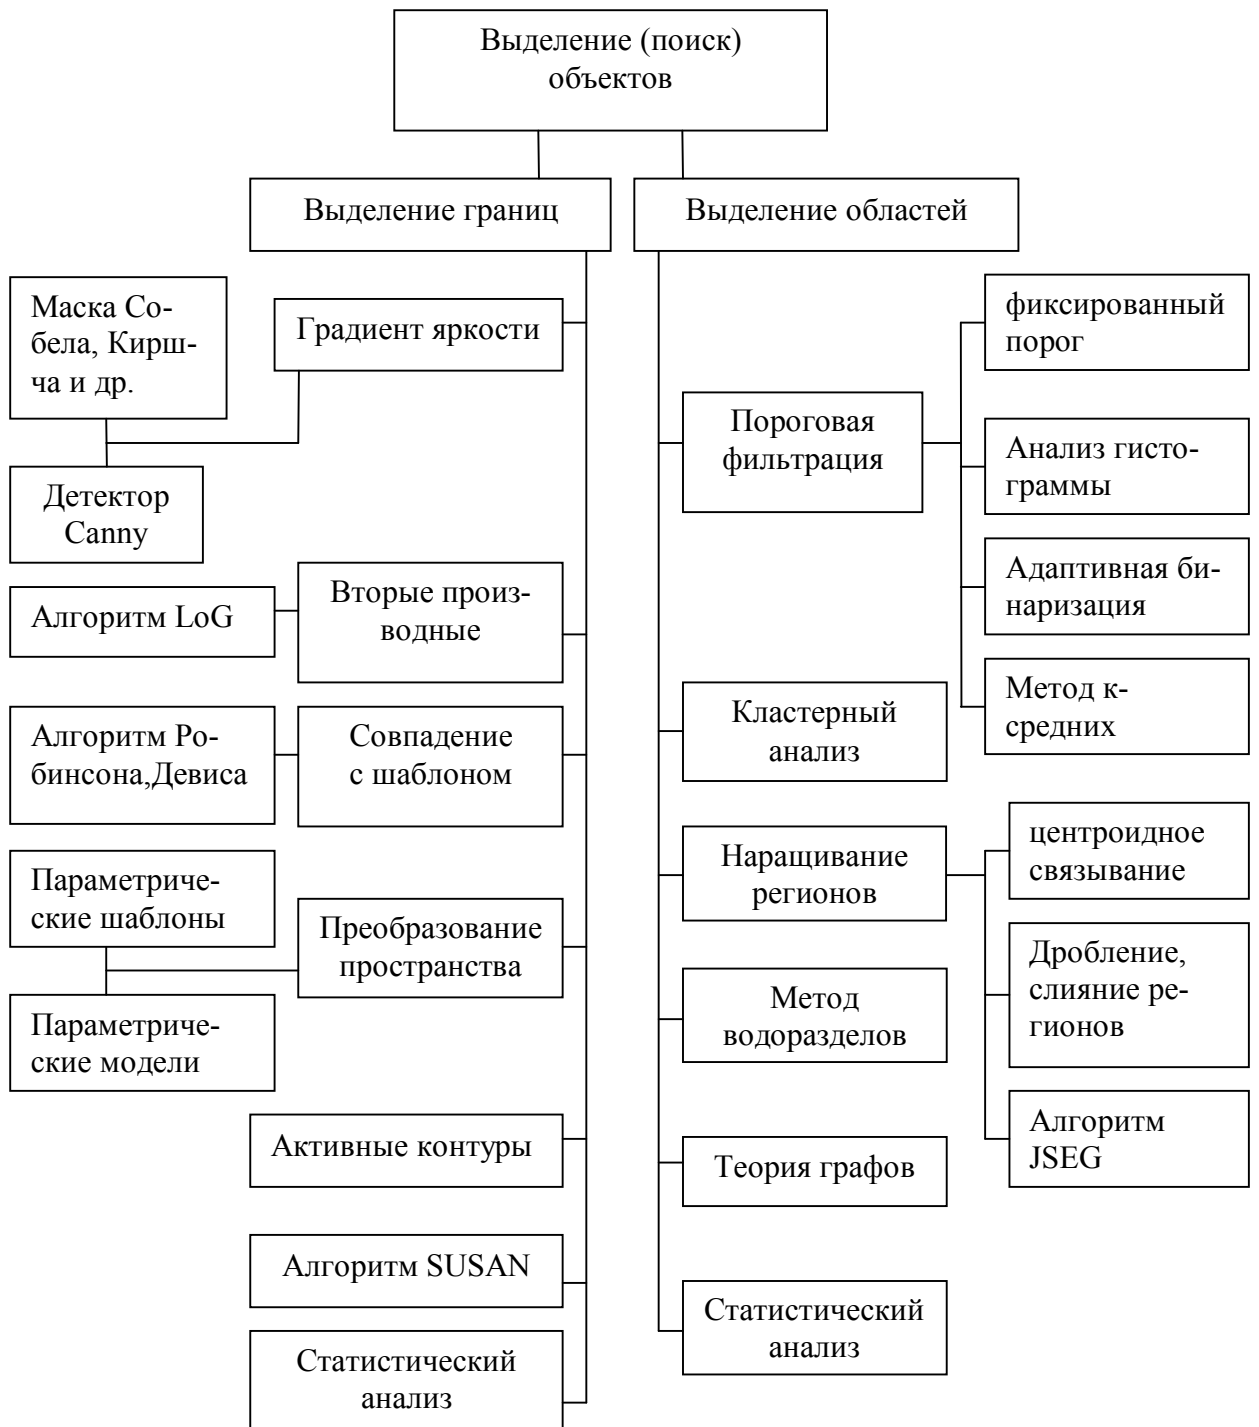 Выделение (поиск)
объектов
Выделение границ
Выделение областей
Маска Со-
бела, Кирш-
ча и др.
Градиент яркости
Детектор
Canny
Алгоритм LoG
Вторые произ-
водные
Алгоритм Ро-
бинсона,Девиса
Совпадение
с шаблоном
Параметриче-
ские шаблоны
Преобразование
пространства
Параметриче-
ские модели
Активные контуры
Алгоритм SUSAN
Статистический
анализ
Пороговая
фильтрация
фиксированный
порог
Анализ гисто-
граммы
Адаптивная би-
наризация
Метод к-
средних
Кластерный
анализ
Наращивание
регионов
центроидное
связывание
Дробление,
слияние ре-
гионов
Алгоритм
JSEG
Метод
водоразделов
Теория графов
Статистический
анализ